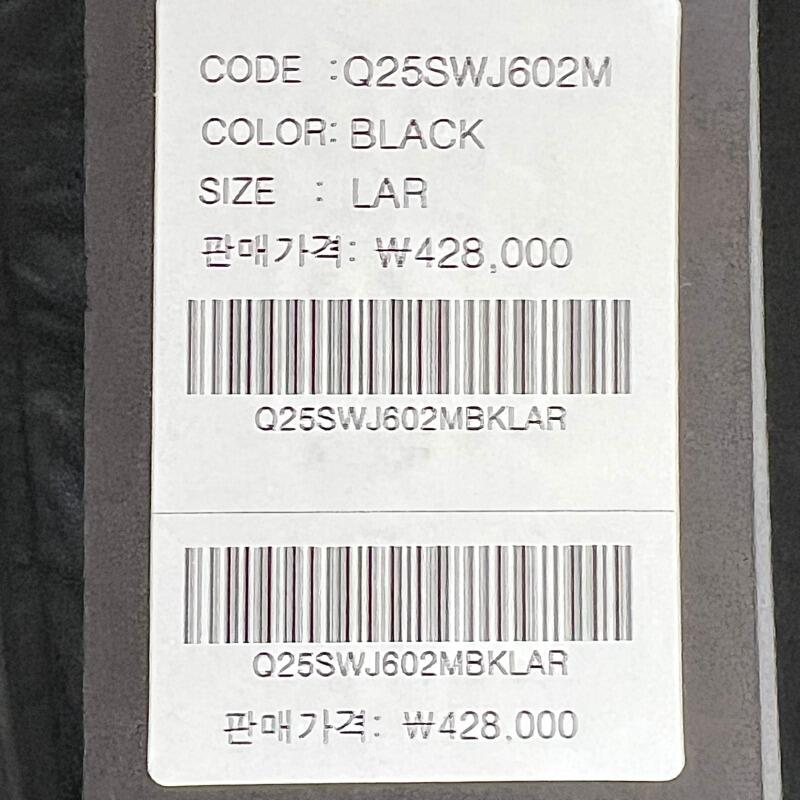 CODE :Q25SWJ602M
COLOR: BLACK
SIZE : LAR
판매가격: ₩428,000
Q25SWJ602MBKLAR
Q25SWJ602MBKLAR
판매가격: ₩428,000